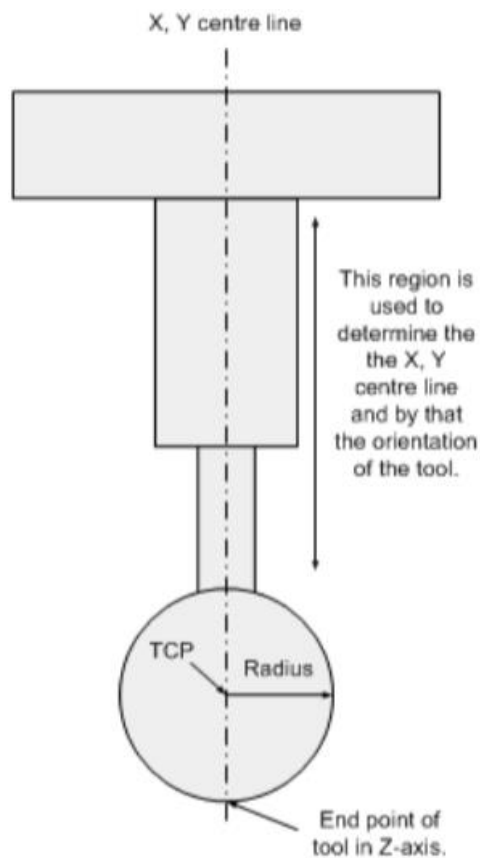 X, Y centre line
This region is
used to
determine the
the X, Y
centre line
and by that
the orientation
of the tool.
TCP
Radius
End point of
tool in Z-axis.